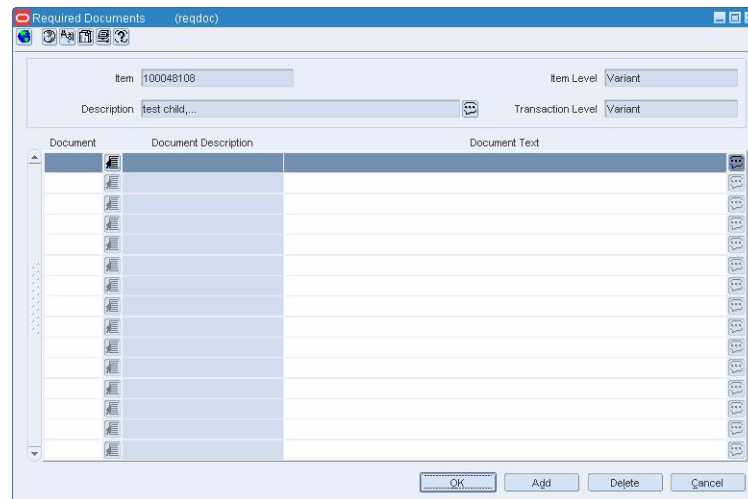 Required Documents (reqdoc)
Item 100048108 Item Level Variant
Description test child,... Transaction Level Variant
Document Document Description Document Text
OK Add Delete Cancel